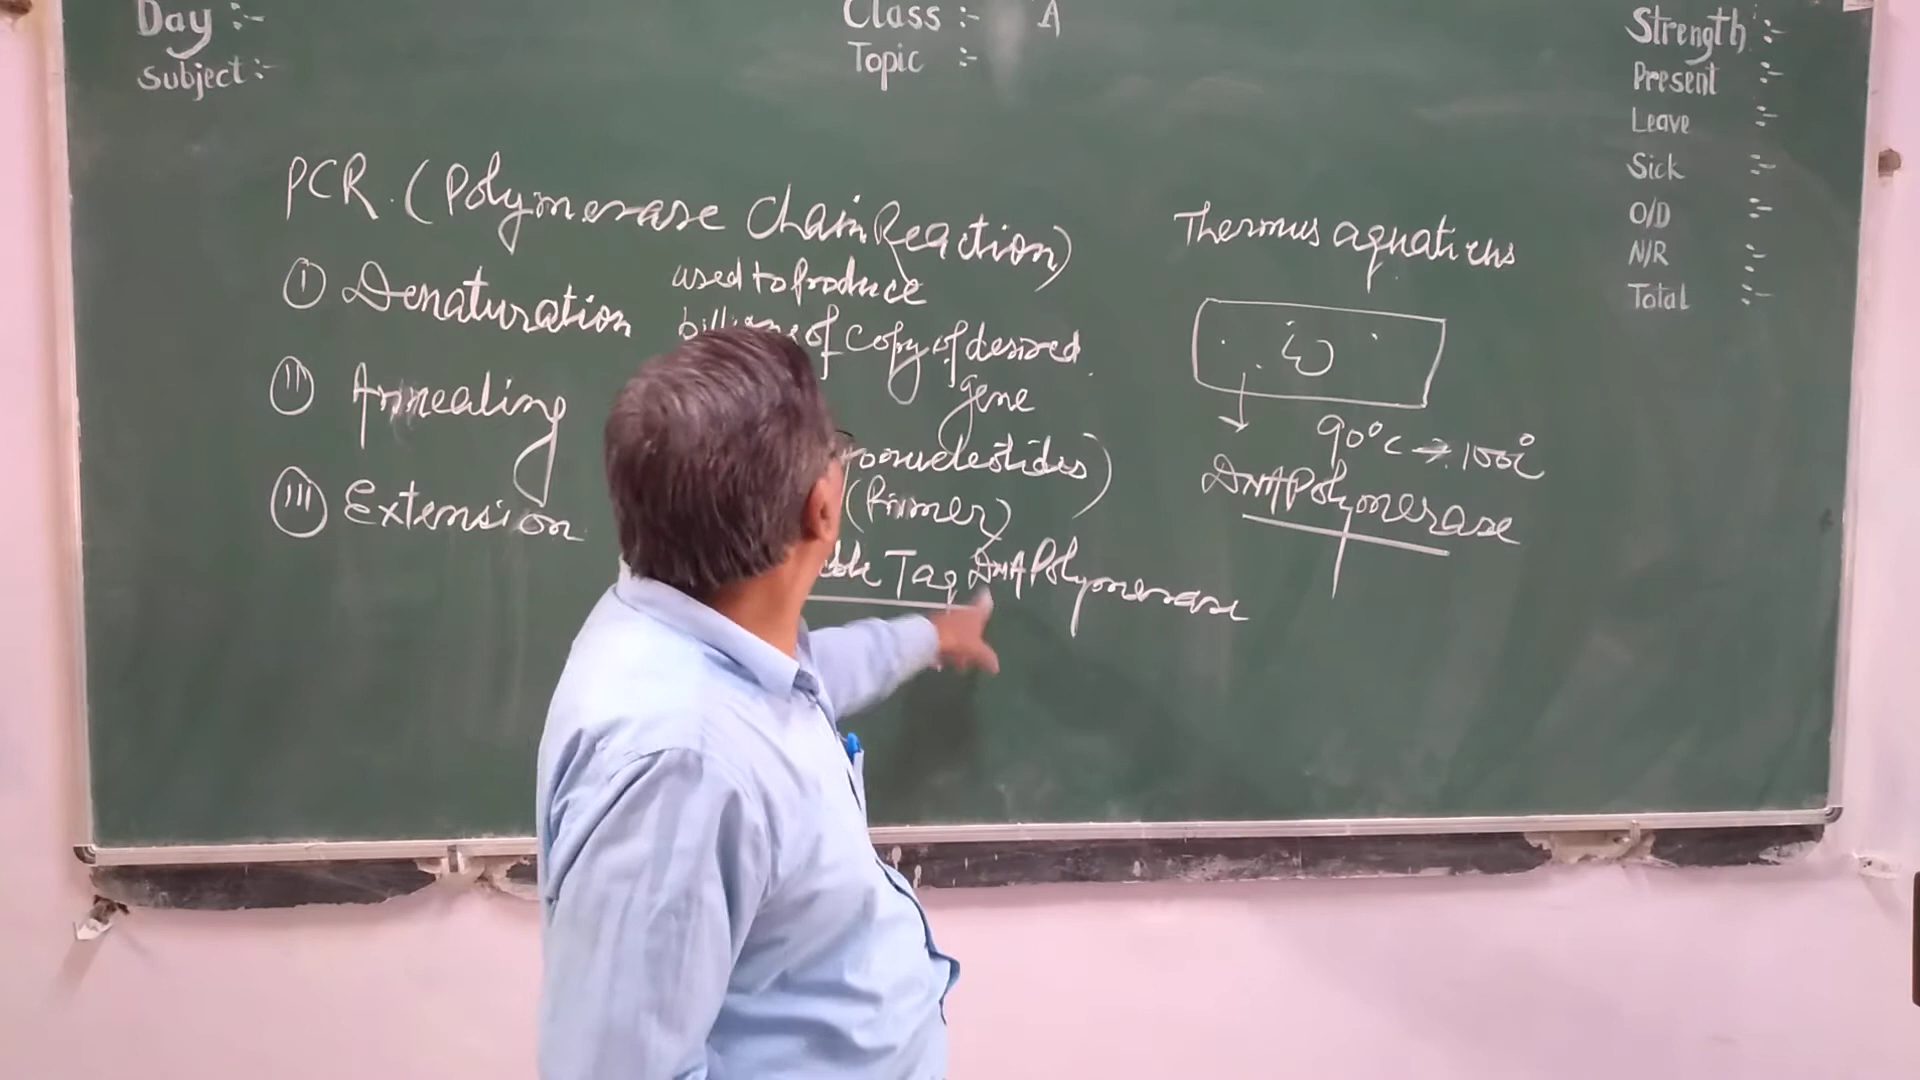 Day :-
Subject :-
Class :- A
Topic :-
Strength :-
Present :-
Leave :-
Sick :-
O/D :-
N/R :-
Total :-
PCR. (Polymerase Chain Reaction)
used to produce
of copy of desired
gene
(I) Denaturation
(II) Annealing
(III) Extension
(Primer)
Taq DNA Polymerase
Thermus aquaticus
90°c → 100°c
DNA Polymerase